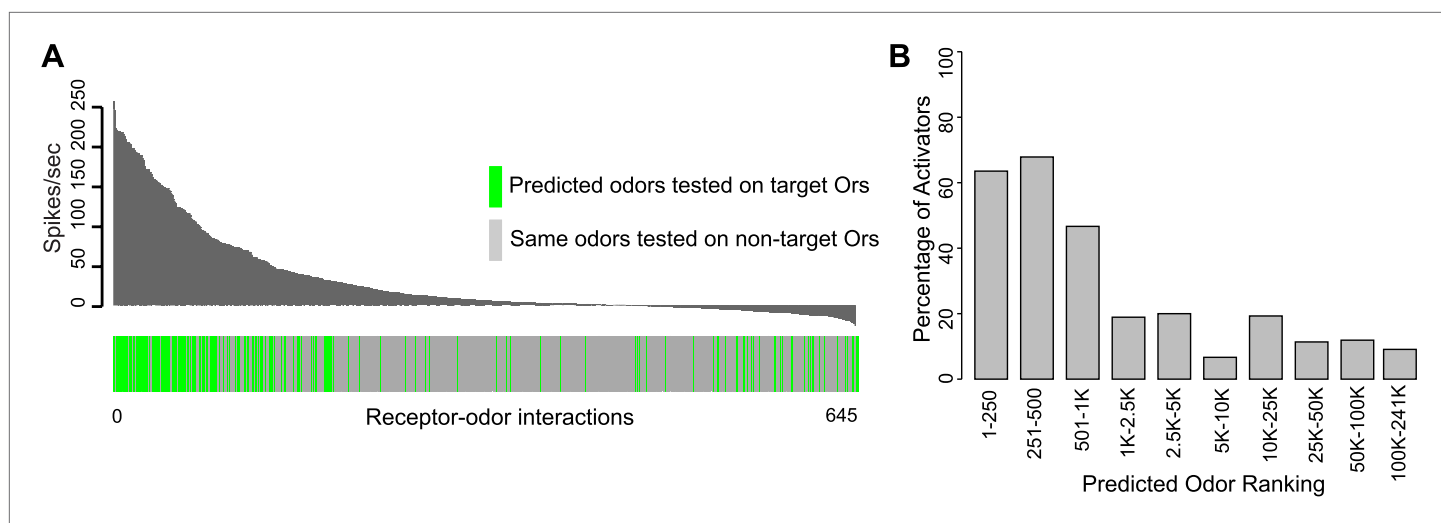 A
Spikes/sec
0 50 100 150 200 250
Predicted odors tested on target Ors
Same odors tested on non-target Ors
0
Receptor-odor interactions
645
B
Percentage of Activators
0 20 40 60 80 100
1-250
251-500
501-1K
1K-2.5K
2.5K-5K
5K-10K
10K-25K
25K-50K
50K-100K
100K-241K
Predicted Odor Ranking